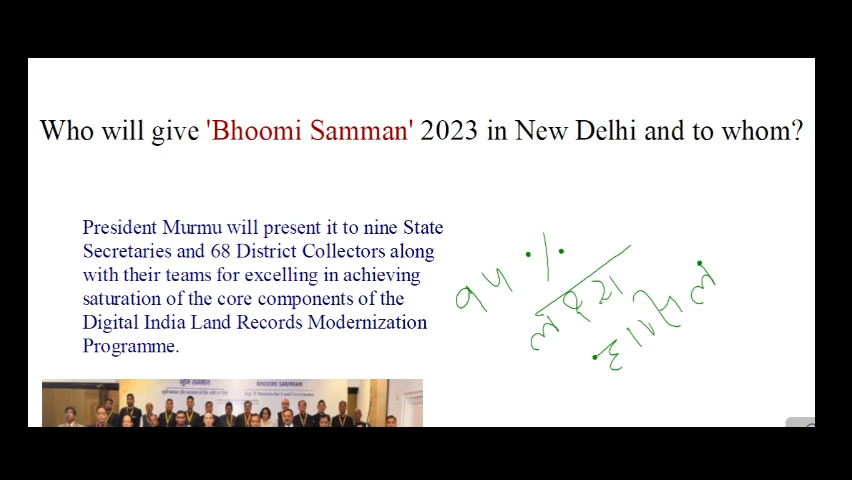 Who will give 'Bhoomi Samman' 2023 in New Delhi and to whom?
President Murmu will present it to nine State
Secretaries and 68 District Collectors along
with their teams for excelling in achieving
saturation of the core components of the
Digital India Land Records Modernization
Programme.
%
भूमि सम्मान
BHOOMI SAMMAN